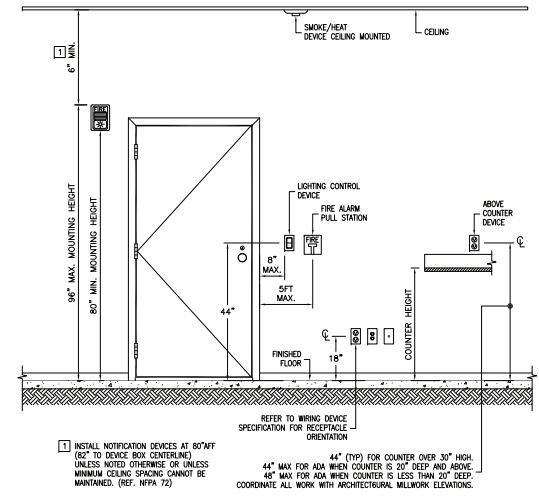 SMOKE/HEAT
DEVICE CEILING MOUNTED
CEILING
1
6" MIN.
FIRE
96" MAX. MOUNTING HEIGHT
80" MIN. MOUNTING HEIGHT
LIGHTING CONTROL
DEVICE
FIRE ALARM
PULL STATION
FIRE
ABOVE
COUNTER
DEVICE
℄
8"
MAX.
5FT
MAX.
44"
COUNTER HEIGHT
℄
18"
FINISHED
FLOOR
REFER TO WIRING DEVICE
SPECIFICATION FOR RECEPTACLE
ORIENTATION
1 INSTALL NOTIFICATION DEVICES AT 80"AFF
(82" TO DEVICE BOX CENTERLINE)
UNLESS NOTED OTHERWISE OR UNLESS
MINIMUM CEILING SPACING CANNOT BE
MAINTAINED. (REF. NFPA 72)
44" (TYP) FOR COUNTER OVER 30" HIGH.
44" MAX FOR ADA WHEN COUNTER IS 20" DEEP AND ABOVE.
48" MAX FOR ADA WHEN COUNTER IS LESS THAN 20" DEEP.
COORDINATE ALL WORK WITH ARCHITECTURAL MILLWORK ELEVATIONS.